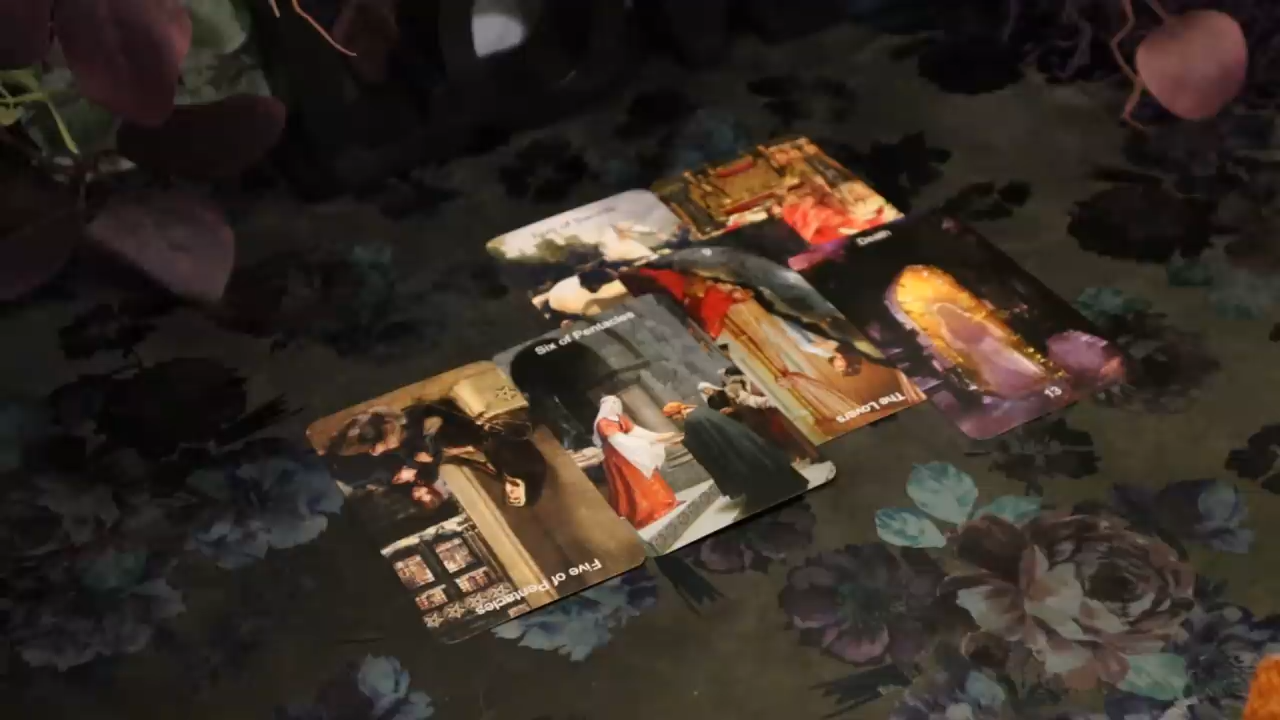 Death
Six of Pentacles
13
The Lovers
Five of Pentacles